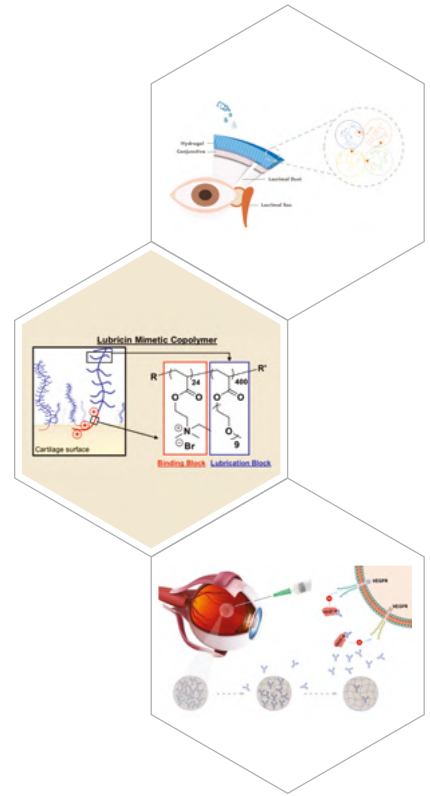 Hydrogel
Conjunctiva
Lacrimal Duct
Lacrimal Sac
Lubricin Mimetic Copolymer
R
24
400
R'
O
O
O
O
N
Br
O
9
Cartilage surface
Binding Block
Lubrication Block
VEGFR
VEGFR